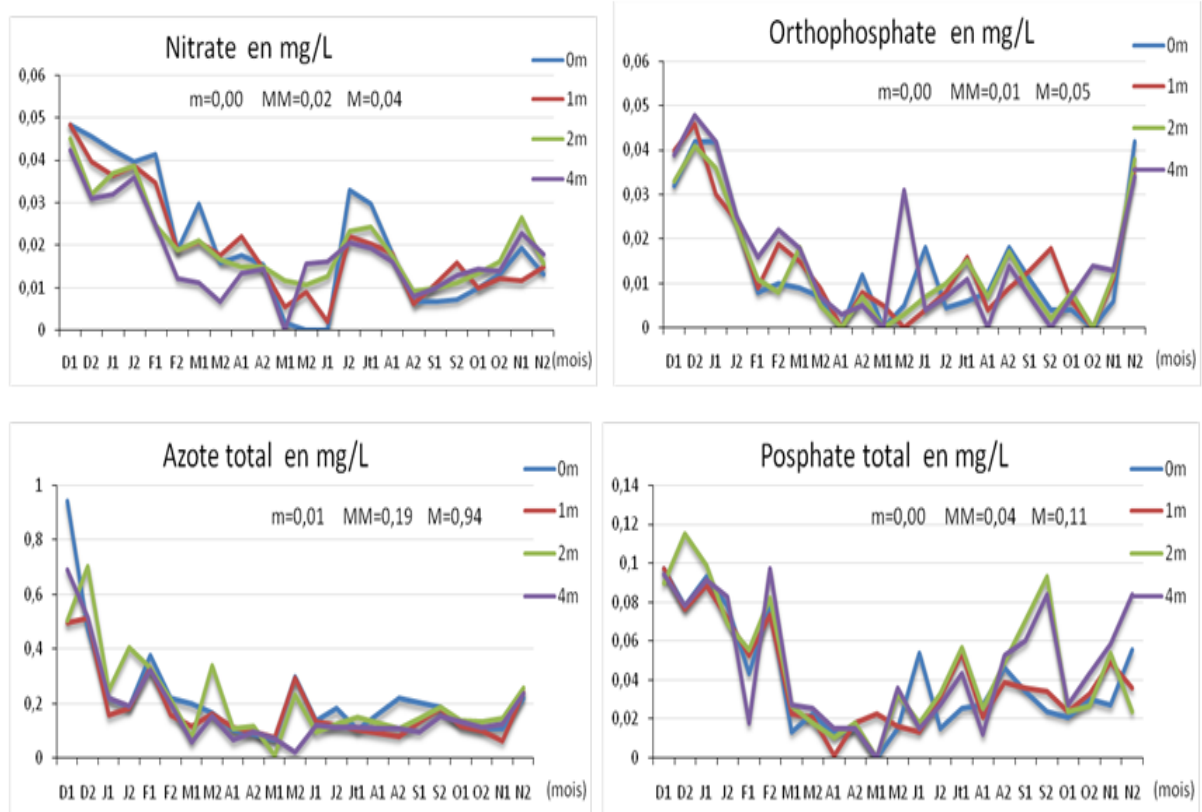 Nitrate en mg/L
m=0,00 MM=0,02 M=0,04
0m
1m
2m
4m
0,06
0,05
0,04
0,03
0,02
0,01
0
D1 D2 J1 J2 F1 F2 M1 M2 A1 A2 M1 M2 J1 J2 Jt1 A1 A2 S1 S2 O1 O2 N1 N2 (mois)
Orthophosphate en mg/L
m=0,00 MM=0,01 M=0,05
0m
1m
2m
4m
0,06
0,05
0,04
0,03
0,02
0,01
0
D1 D2 J1 J2 F1 F2 M1 M2 A1 A2 M1 M2 J1 J2 Jt1 A1 A2 S1 S2 O1 O2 N1 N2 (mois)
Azote total en mg/L
m=0,01 MM=0,19 M=0,94
0m
1m
2m
4m
1
0,8
0,6
0,4
0,2
0
D1 D2 J1 J2 F1 F2 M1 M2 A1 A2 M1 M2 J1 J2 Jt1 A1 A2 S1 S2 O1 O2 N1 N2 (mois)
Posphate total en mg/L
m=0,00 MM=0,04 M=0,11
0m
1m
2m
4m
0,14
0,12
0,1
0,08
0,06
0,04
0,02
0
D1 D2 J1 J2 F1 F2 M1 M2 A1 A2 M1 M2 J1 J2 Jt1 A1 A2 S1 S2 O1 O2 N1 N2 (mois)